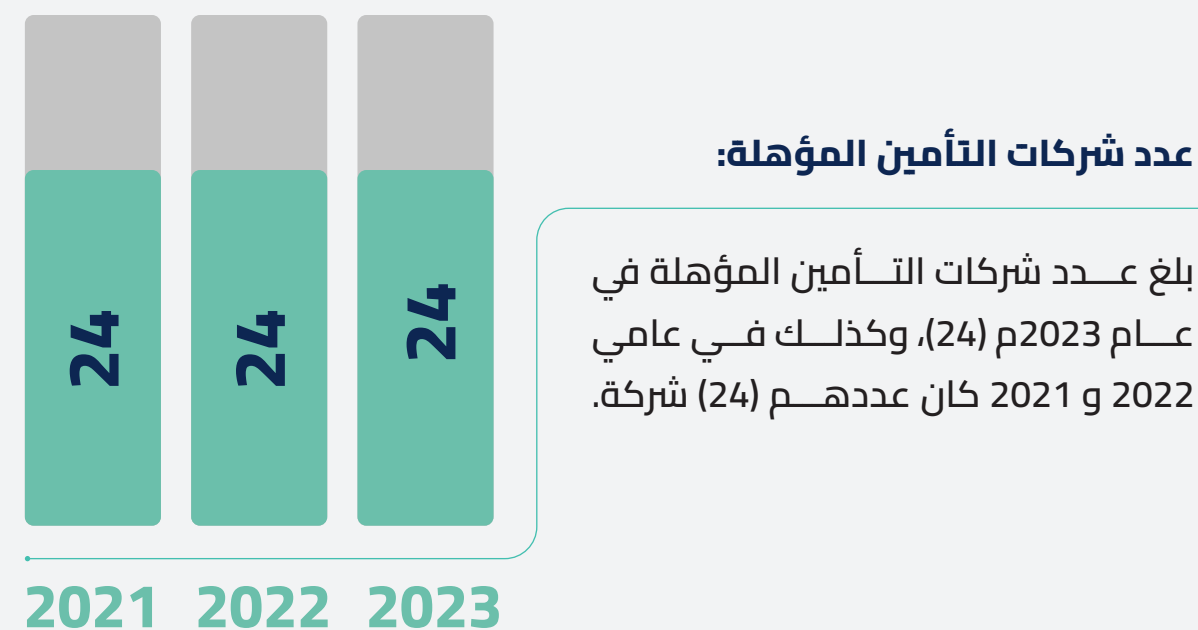 عدد شركات التأمين المؤهلة:
بلغ عـــدد شركات التـــأمين المؤهلة في
عـــام 2023م (24)، وكذلـــك فـــي عامي
2022 و 2021 كان عددهـــم (24) شركة.
24 24 24
2021 2022 2023